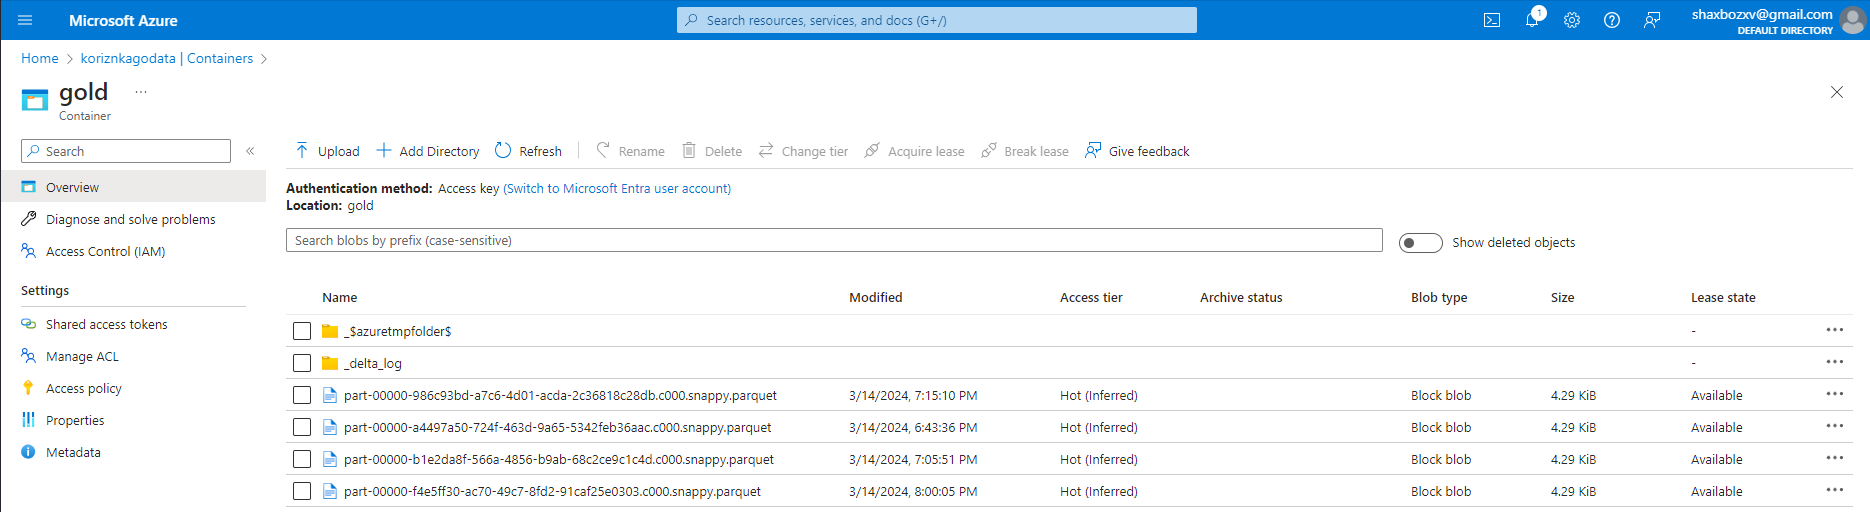 Microsoft Azure
Search resources, services, and docs (G+/)
1
shaxbozxv@gmail.com
DEFAULT DIRECTORY
Home > koriznkagodata | Containers >
gold ...
Container
Search «
Upload Add Directory Refresh Rename Delete Change tier Acquire lease Break lease Give feedback
Overview
Diagnose and solve problems
Access Control (IAM)
Settings
Shared access tokens
Manage ACL
Access policy
Properties
Metadata
Authentication method: Access key (Switch to Microsoft Entra user account)
Location: gold
Search blobs by prefix (case-sensitive)
Show deleted objects
Name Modified Access tier Archive status Blob type Size Lease state
_$azuretmpfolder$ - ...
_delta_log - ...
part-00000-986c93bd-a7c6-4d01-acda-2c36818c28db.c000.snappy.parquet 3/14/2024, 7:15:10 PM Hot (Inferred) Block blob 4.29 KiB Available ...
part-00000-a4497a50-724f-463d-9a65-5342feb36aac.c000.snappy.parquet 3/14/2024, 6:43:36 PM Hot (Inferred) Block blob 4.29 KiB Available ...
part-00000-b1e2da8f-566a-4856-b9ab-68c2ce9c1c4d.c000.snappy.parquet 3/14/2024, 7:05:51 PM Hot (Inferred) Block blob 4.29 KiB Available ...
part-00000-f4e5ff30-ac70-49c7-8fd2-91caf25e0303.c000.snappy.parquet 3/14/2024, 8:00:05 PM Hot (Inferred) Block blob 4.29 KiB Available ...